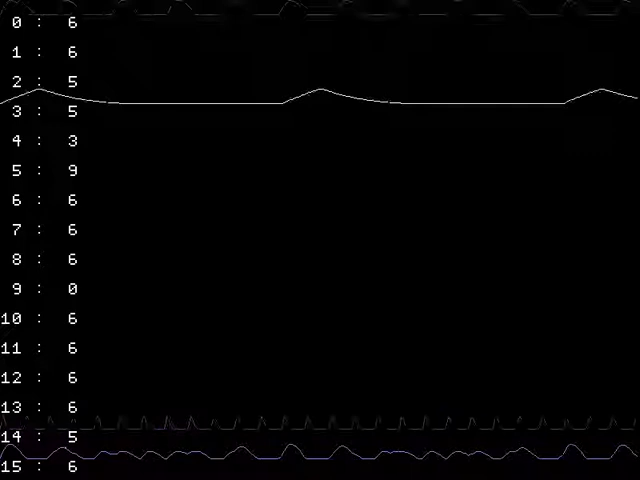 0 : 6
1 : 6
2 : 5
3 : 5
4 : 3
5 : 9
6 : 6
7 : 6
8 : 6
9 : 0
10 : 6
11 : 6
12 : 6
13 : 6
14 : 5
15 : 6